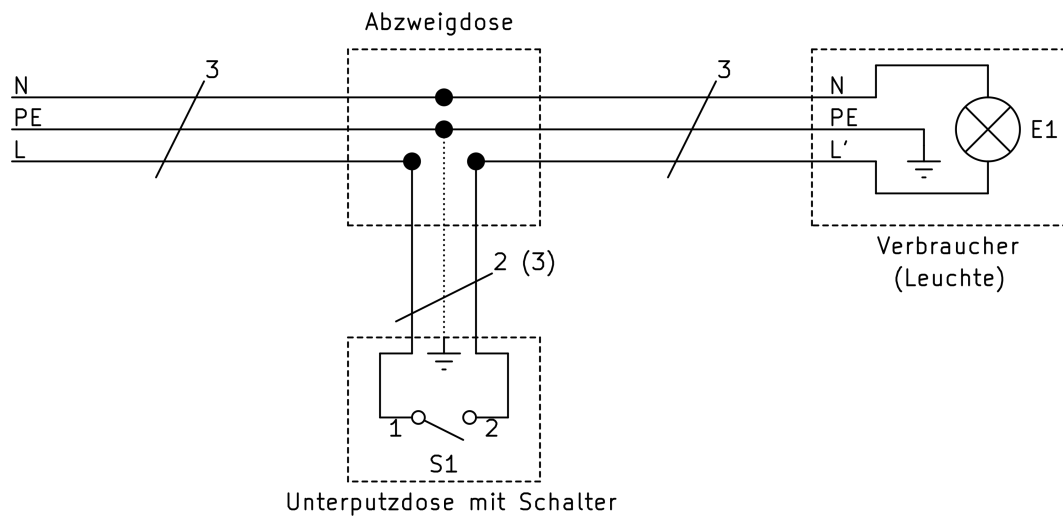 Abzweigdose
3
3
N
N
PE
PE
E1
L
L'
Verbraucher
(Leuchte)
2 (3)
1
2
S1
Unterputzdose mit Schalter